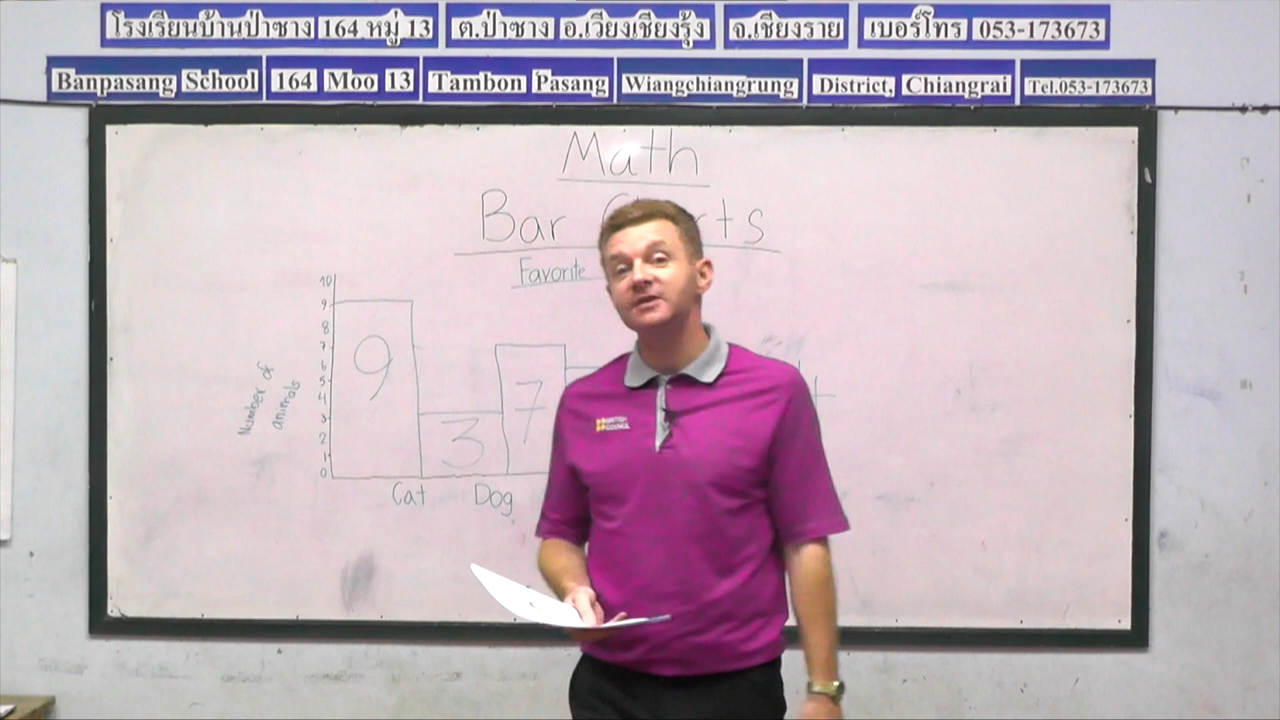 โรงเรียนบ้านป่าซาง 164 หมู่ 13 ต.ป่าซาง อ.เวียงเชียงรุ้ง จ.เชียงราย เบอร์โทร 053-173673
Banpasang School 164 Moo 13 Tambon Pasang Wiangchiangrung District, Chiangrai Tel.053-173673
Math
Bar
Favorite
10
9
8
7
6
5
4
3
2
1
0
Number of
animals
9
3
7
Cat Dog
BRITISH
COUNCIL